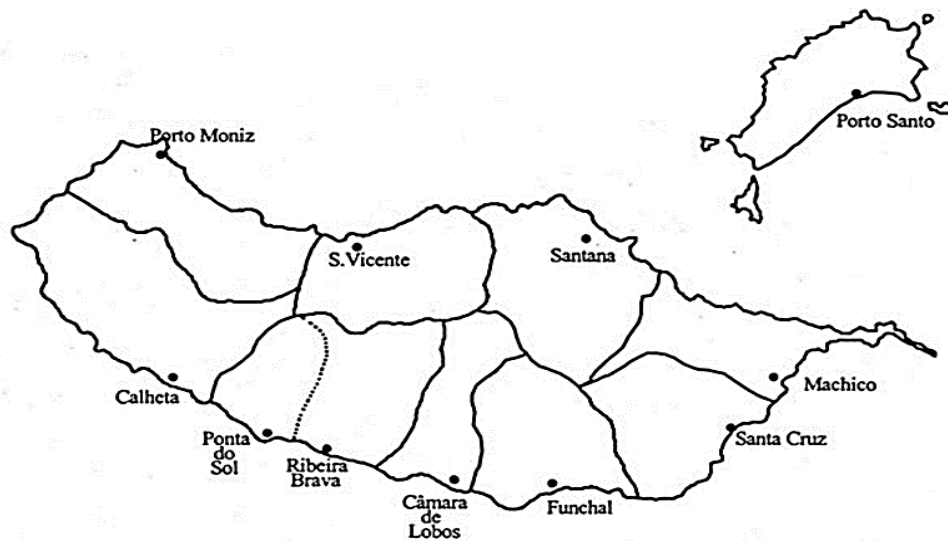 Porto Moniz
Porto Santo
S.Vicente
Santana
Calheta
Machico
Ponta
do
Sol
Ribeira
Brava
Santa Cruz
Câmara
de
Lobos
Funchal